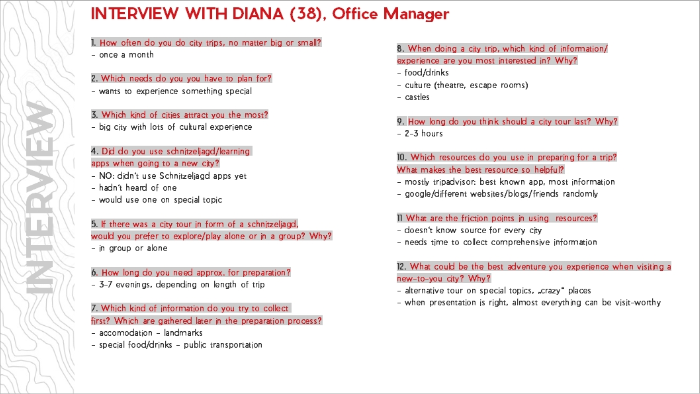 INTERVIEW
INTERVIEW WITH DIANA (38), Office Manager
1. How often do you do city trips, no matter big or small?
- once a month
2. Which needs do you you have to plan for?
- wants to experience something special
3. Which kind of cities attract you the most?
- big city with lots of cultural experience
4. Did do you use schnitzeljagd/learning
apps when going to a new city?
- NO: didn't use Schnitzeljagd apps yet
- hadn't heard of one
- would use one on special topic
5. If there was a city tour in form of a schnitzeljagd,
would you prefer to explore/play alone or in a group? Why?
- in group or alone
6. How long do you need approx. for preparation?
- 3-7 evenings, depending on length of trip
7. Which kind of information do you try to collect
first? Which are gathered later in the preparation process?
- accomodation - landmarks
- special food/drinks - public transportation
8. When doing a city trip, which kind of information/
experience are you most interested in? Why?
- food/drinks
- culture (theatre, escape rooms)
- castles
9. How long do you think should a city tour last? Why?
- 2-3 hours
10. Which resources do you use in preparing for a trip?
What makes the best resource so helpful?
- mostly tripadvisor: best known app, most information
- google/different websites/blogs/friends randomly
11 What are the friction points in using resources?
- doesn't know source for every city
- needs time to collect comprehensive information
12. What could be the best adventure you experience when visiting a
new-to-you city? Why?
- alternative tour on special topics, „crazy" places
- when presentation is right, almost everything can be visit-worthy